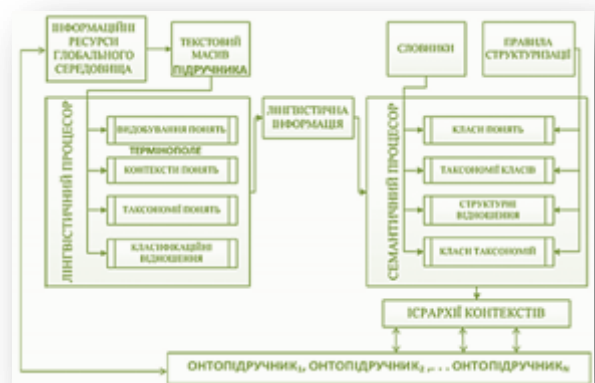 ІНФОРМАЦІЙНІ
РЕСУРСИ
ГЛОБАЛЬНОГО
СЕРЕДОВИЩА
ТЕКСТОВИЙ
МАСИВ
ПІДРУЧНИКА
СЛОВНИКИ
ПРАВИЛА
СТРУКТУРИЗАЦІЇ
ЛІНГВІСТИЧНИЙ ПРОЦЕСОР
ВИДОБУВАННЯ ПОНЯТЬ
ТЕРМІНОПОЛЕ
КОНТЕКСТИ ПОНЯТЬ
ТАКСОНОМІЇ ПОНЯТЬ
КЛАСИФІКАЦІЙНІ
ВІДНОШЕННЯ
ЛІНГВІСТИЧНА
ІНФОРМАЦІЯ
СЕМАНТИЧНИЙ ПРОЦЕСОР
КЛАСИ ПОНЯТЬ
ТАКСОНОМІЇ КЛАСІВ
СТРУКТУРНІ
ВІДНОШЕННЯ
КЛАСИ ТАКСОНОМІЙ
ІЄРАРХІЇ КОНТЕКСТІВ
ОНТОПІДРУЧНИК₁, ОНТОПІДРУЧНИК₂ , . . . ОНТОПІДРУЧНИКN